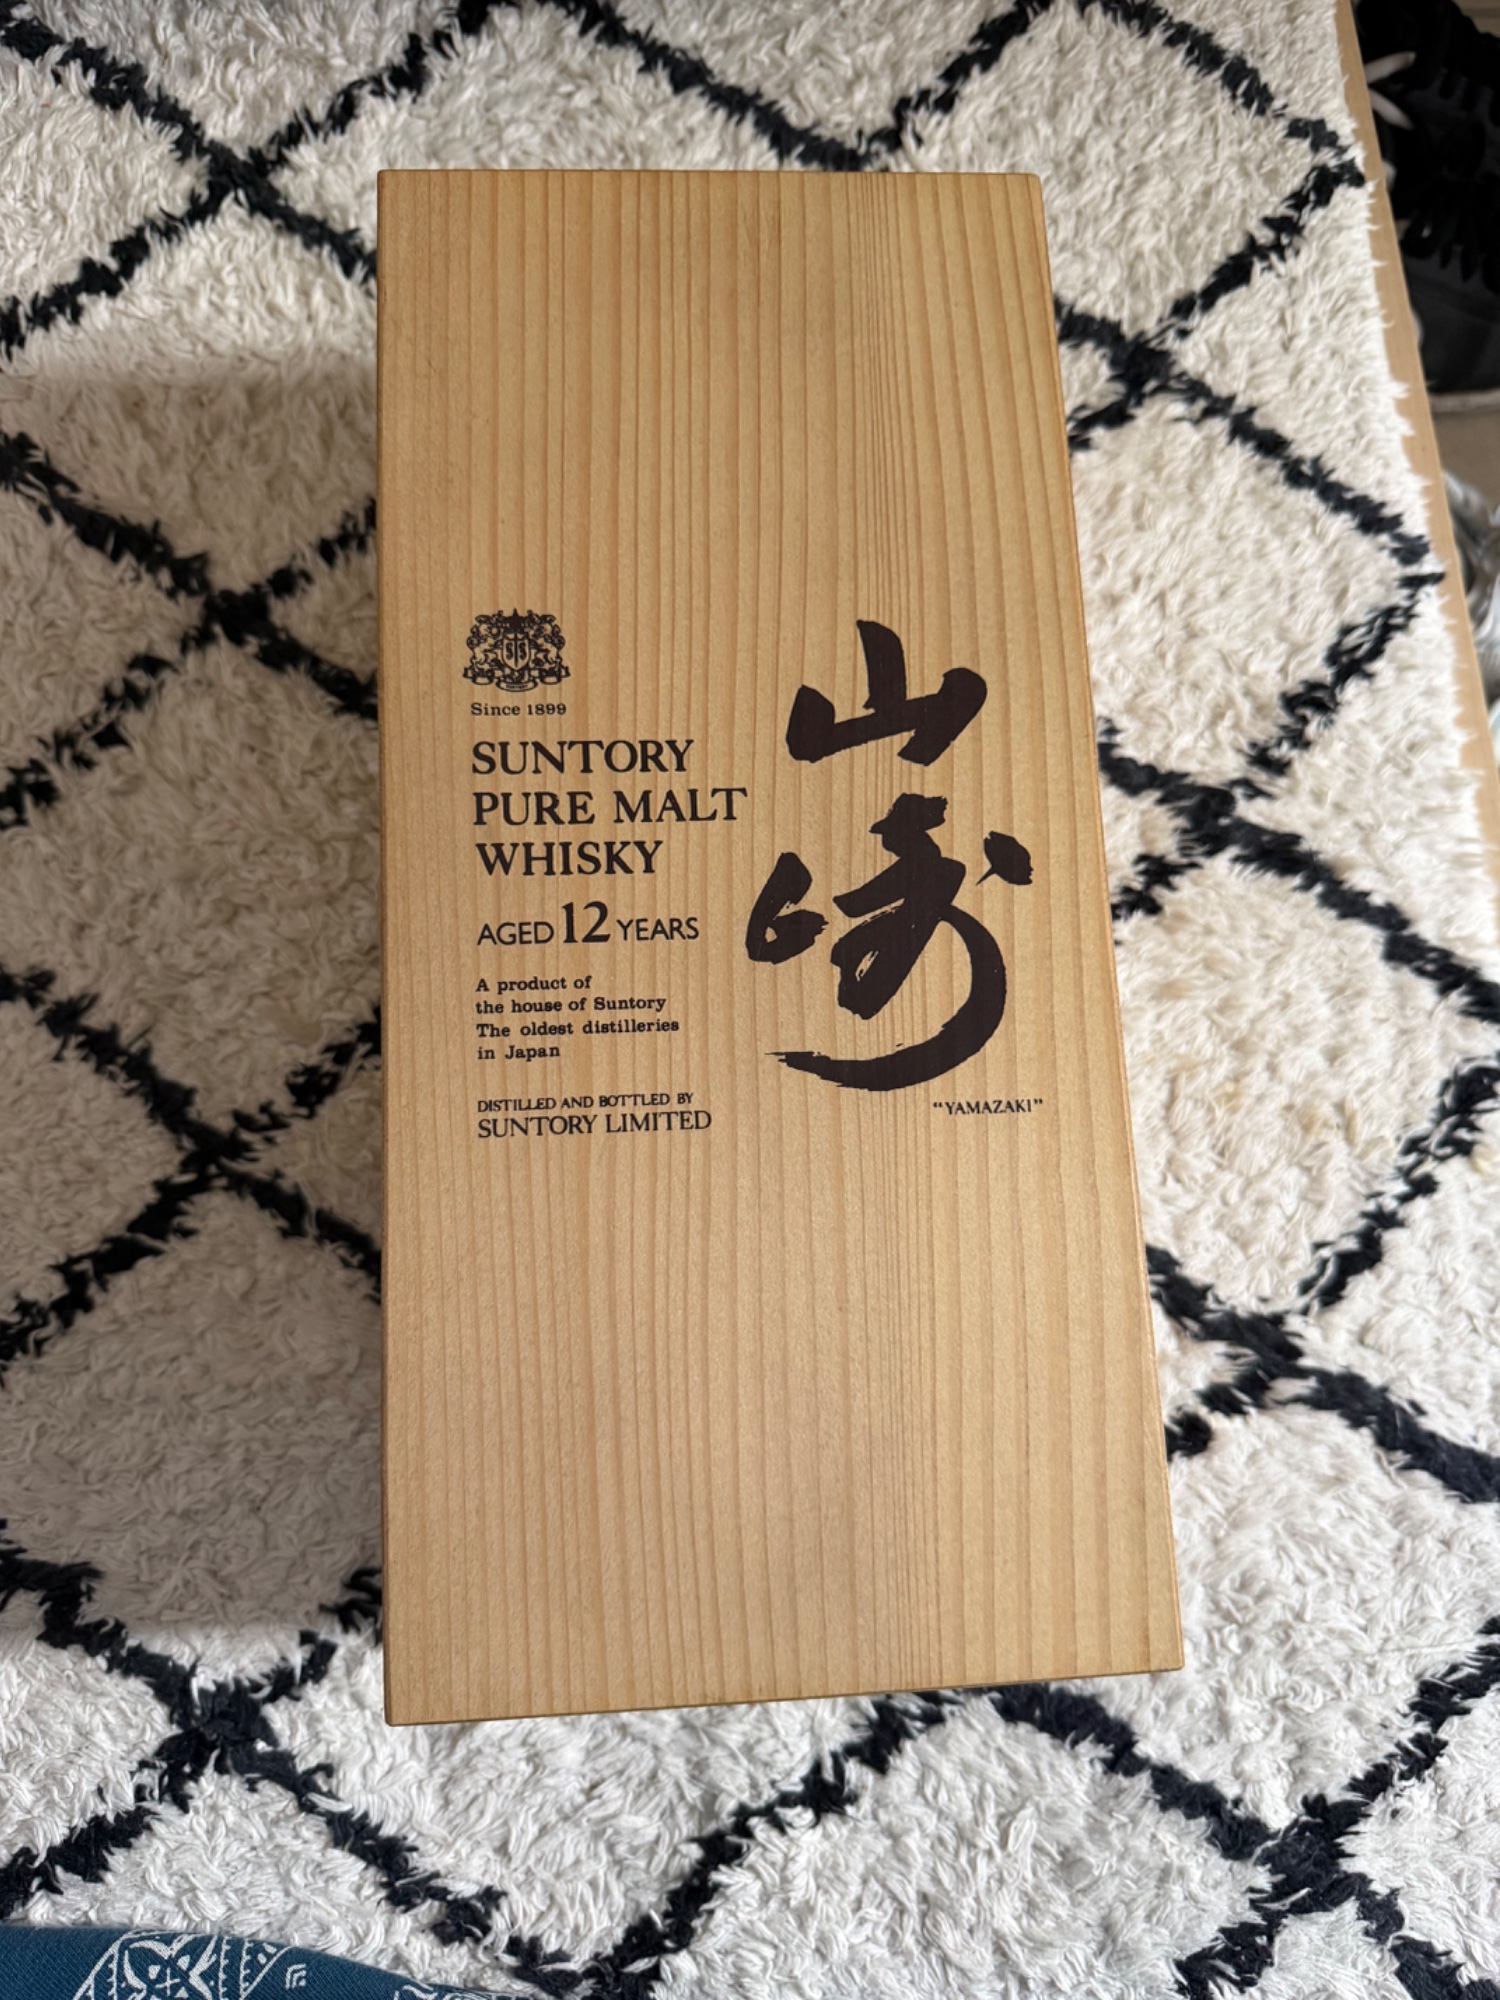 SS
Since 1899
SUNTORY
PURE MALT
WHISKY
AGED 12 YEARS
A product of
the house of Suntory
The oldest distilleries
in Japan
DISTILLED AND BOTTLED BY
SUNTORY LIMITED
山崎
"YAMAZAKI"